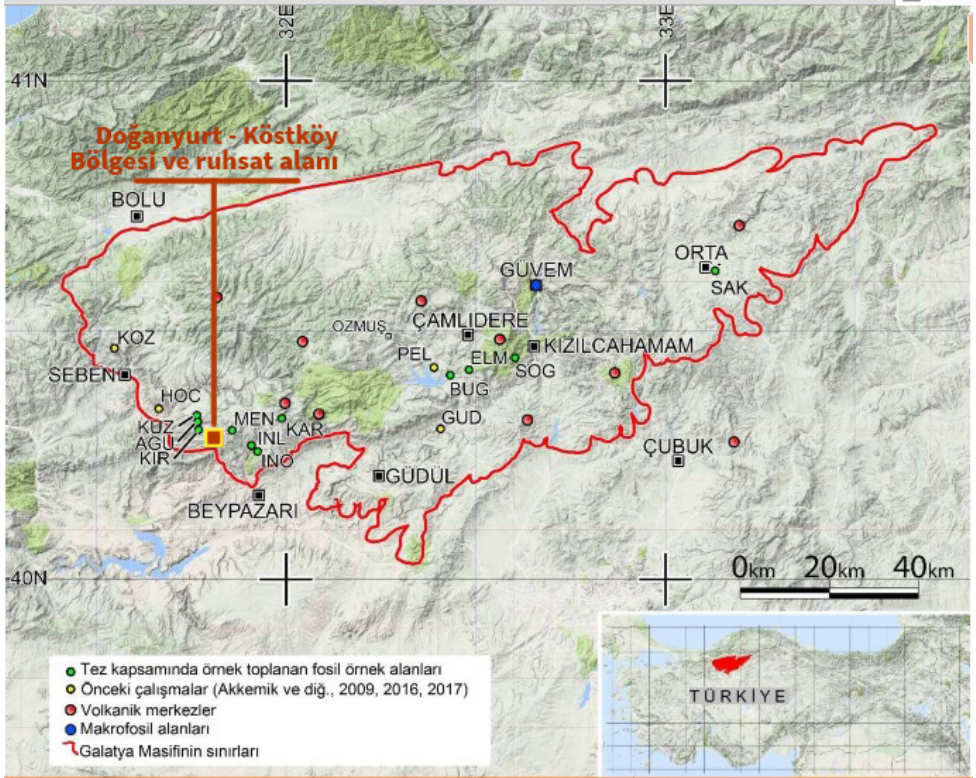 32E
33E
41N
Doğanyurt - Köstköy
Bölgesi ve ruhsat alanı
BOLU
ORTA
GÜVEM
SAK
OZMUŞ
ÇAMLIDERE
KOZ
KIZILCAHAMAM
PEL
ELM
SOG
SEBEN
BUG
HOC
GUD
KUZ
MEN
KAR
AGU
INL
ÇUBUK
KIR
INO
GÜDÜL
BEYPAZARI
40N
0km 20km 40km
Tez kapsamında örnek toplanan fosil örnek alanları
Önceki çalışmalar (Akkemik ve diğ., 2009, 2016, 2017)
Volkanik merkezler
Makrofosil alanları
Galatya Masifinin sınırları
TÜRKİYE